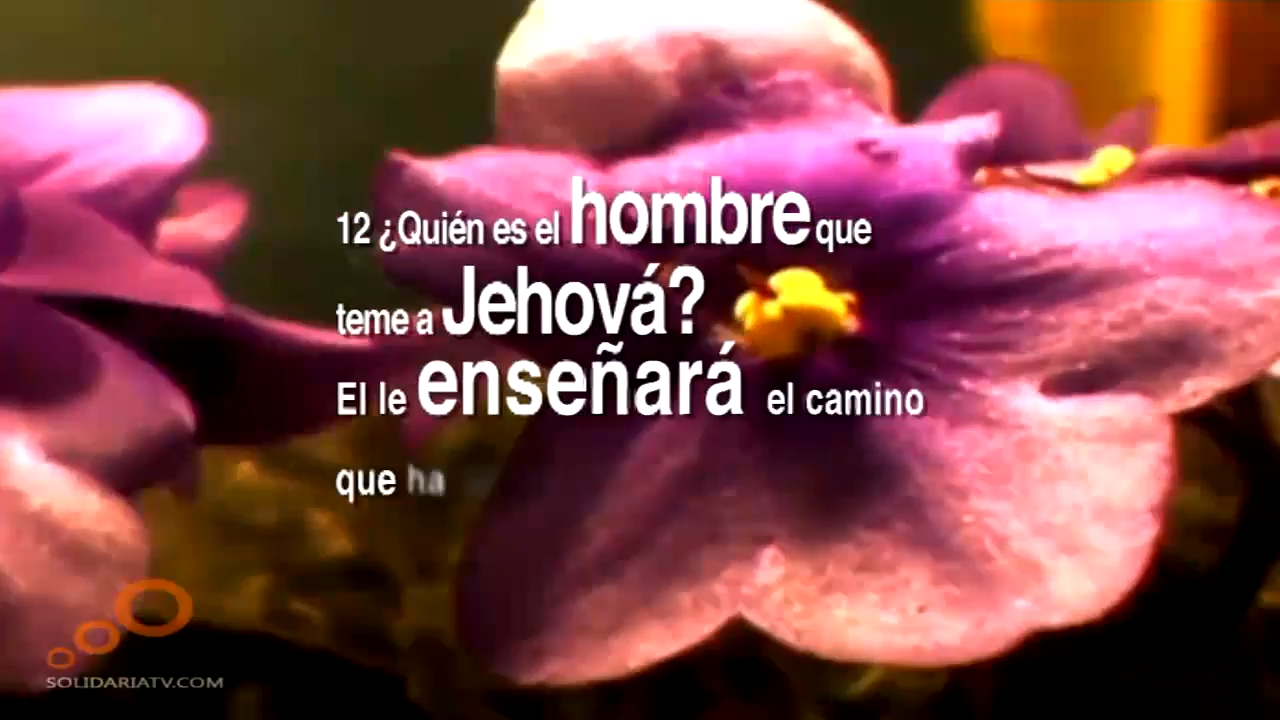 12 ¿Quién es el hombre que
teme a Jehová?
El le enseñará el camino
que ha
SOLIDARIATV.COM